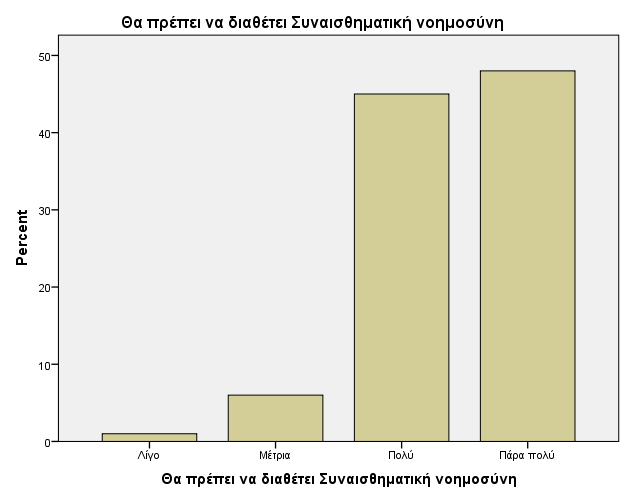 Θα πρέπει να διαθέτει Συναισθηματική νοημοσύνη
50
40
30
20
10
0
Percent
Λίγο
Μέτρια
Πολύ
Πάρα πολύ
Θα πρέπει να διαθέτει Συναισθηματική νοημοσύνη